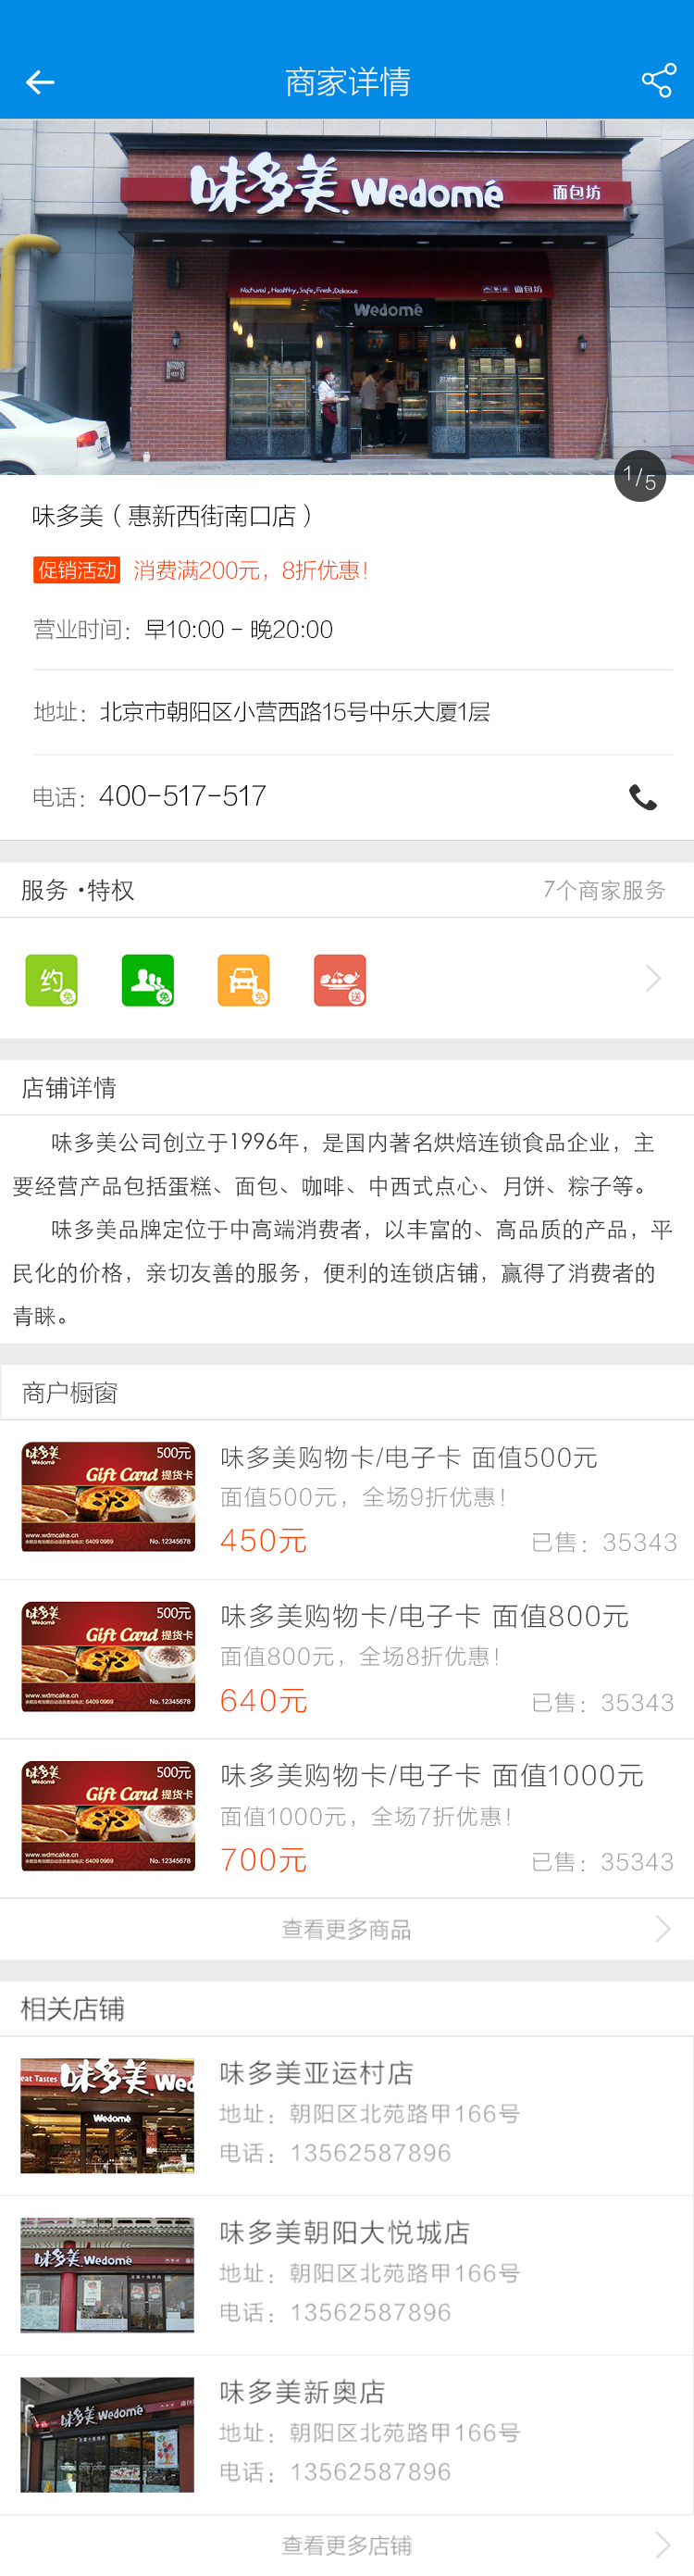 商家详情
味多美 Wedomé 面包坊
Natural, Healthy, Safe, Fresh, Delicious
面包坊
Wedomé
1/5
味多美（惠新西街南口店）
促销活动 消费满200元，8折优惠！
营业时间：早10:00 - 晚20:00
地址：北京市朝阳区小营西路15号中乐大厦1层
电话：400-517-517
服务·特权 7个商家服务
约 免 免 免 送
店铺详情
味多美公司创立于1996年，是国内著名烘焙连锁食品企业，主
要经营产品包括蛋糕、面包、咖啡、中西式点心、月饼、粽子等。
味多美品牌定位于中高端消费者，以丰富的、高品质的产品，平
民化的价格，亲切友善的服务，便利的连锁店铺，赢得了消费者的
青睐。
商户橱窗
味多美 Wedome 500元
Gift Card 提货卡
www.wdmcake.cn
6409 0969 No. 12345678
味多美购物卡/电子卡 面值500元
面值500元，全场9折优惠！
450元 已售：35343
味多美 Wedome 500元
Gift Card 提货卡
www.wdmcake.cn
6409 0969 No. 12345678
味多美购物卡/电子卡 面值800元
面值800元，全场8折优惠！
640元 已售：35343
味多美 Wedome 500元
Gift Card 提货卡
www.wdmcake.cn
6409 0969 No. 12345678
味多美购物卡/电子卡 面值1000元
面值1000元，全场7折优惠！
700元 已售：35343
查看更多商品
相关店铺
eat Tastes 味多美 Wed
Wedomé
味多美亚运村店
地址：朝阳区北苑路甲166号
电话：13562587896
味多美 Wedomé
味多美朝阳大悦城店
地址：朝阳区北苑路甲166号
电话：13562587896
味多美 Wedomé 面包坊
味多美新奥店
地址：朝阳区北苑路甲166号
电话：13562587896
查看更多店铺